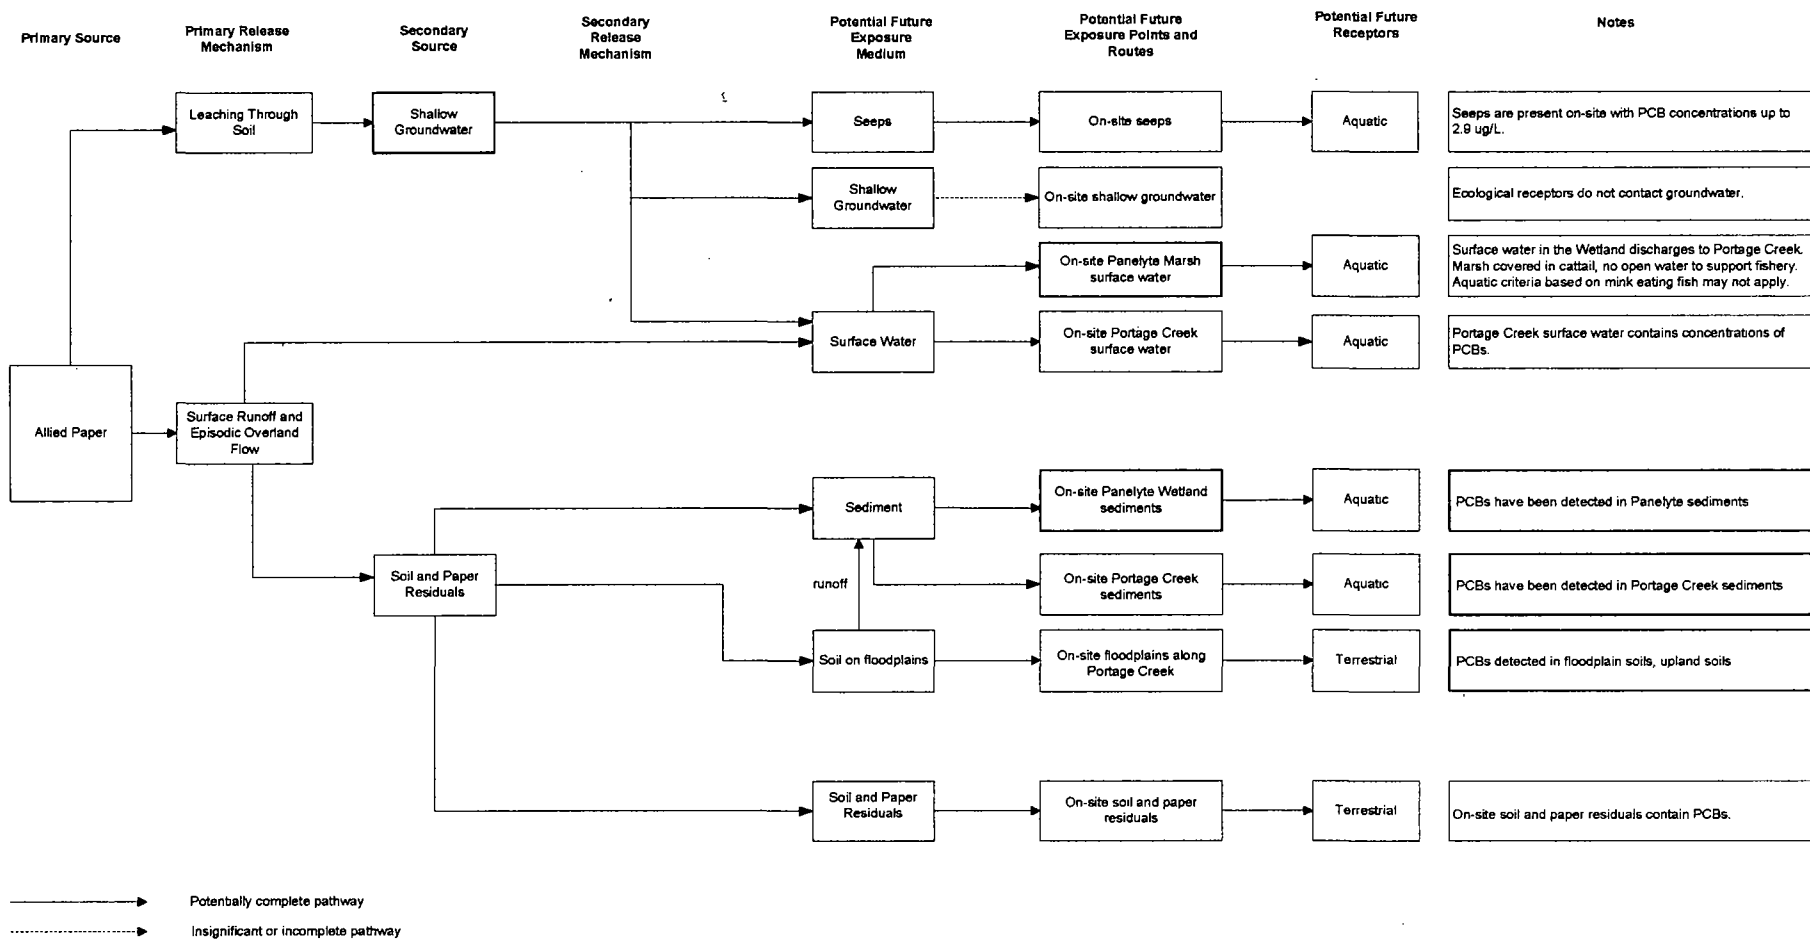 Primary Source
Primary Release
Mechanism
Secondary
Source
Secondary
Release
Mechanism
Potential Future
Exposure
Medium
Potential Future
Exposure Points and
Routes
Potential Future
Receptors
Notes
Leaching Through
Soil
Shallow
Groundwater
Seeps
On-site seeps
Aquatic
Seeps are present on-site with PCB concentrations up to
2.9 ug/L.
Shallow
Groundwater
On-site shallow groundwater
Ecological receptors do not contact groundwater.
On-site Panelyte Marsh
surface water
Aquatic
Surface water in the Wetland discharges to Portage Creek.
Marsh covered in cattail, no open water to support fishery.
Aquatic criteria based on mink eating fish may not apply.
Surface Water
On-site Portage Creek
surface water
Aquatic
Portage Creek surface water contains concentrations of
PCBs.
Allied Paper
Surface Runoff and
Episodic Overland
Flow
Sediment
On-site Panelyte Wetland
sediments
Aquatic
PCBs have been detected in Panelyte sediments
Soil and Paper
Residuals
runoff
On-site Portage Creek
sediments
Aquatic
PCBs have been detected in Portage Creek sediments
Soil on floodplains
On-site floodplains along
Portage Creek
Terrestrial
PCBs detected in floodplain soils, upland soils
Soil and Paper
Residuals
On-site soil and paper
residuals
Terrestrial
On-site soil and paper residuals contain PCBs.
Potentially complete pathway
Insignificant or incomplete pathway